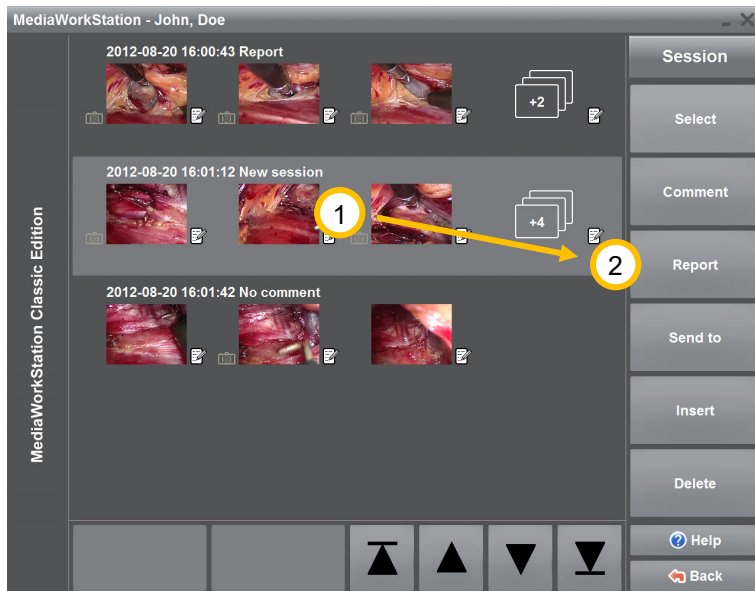 MediaWorkStation - John, Doe
MediaWorkStation Classic Edition
2012-08-20 16:00:43 Report
+2
2012-08-20 16:01:12 New session
1
+4
2
2012-08-20 16:01:42 No comment
Session
Select
Comment
Report
Send to
Insert
Delete
Help
Back